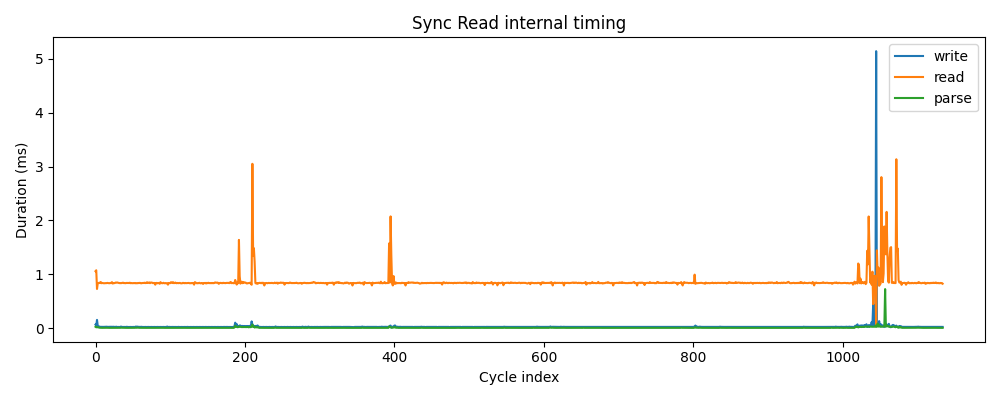 Sync Read internal timing
write
read
parse
Duration (ms)
5
4
3
2
1
0
0 200 400 600 800 1000
Cycle index